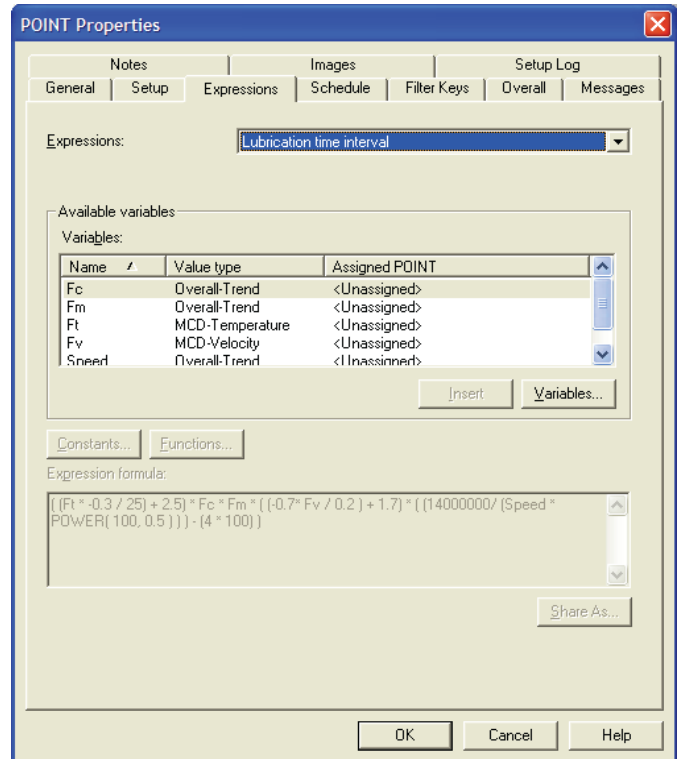 POINT Properties
Notes Images Setup Log
General Setup Expressions Schedule Filter Keys Overall Messages
Expressions: Lubrication time interval
Available variables
Variables:
Name Value type Assigned POINT
Fc Overall-Trend <Unassigned>
Fm Overall-Trend <Unassigned>
Ft MCD-Temperature <Unassigned>
Fv MCD-Velocity <Unassigned>
Speed Overall-Trend <Unassigned>
Insert Variables...
Constants... Functions...
Expression formula:
( (Ft * -0.3 / 25) + 2.5) * Fc * Fm * ( (-0.7* Fv / 0.2 ) + 1.7) * ( (14000000/ (Speed *
POWER( 100, 0.5 ) ) ) - (4 * 100) )
Share As...
OK Cancel Help